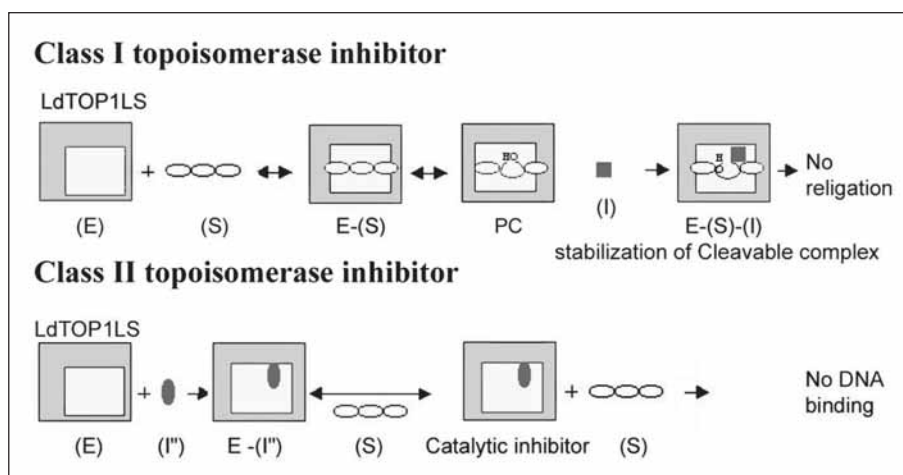 Class I topoisomerase inhibitor
LdTOP1LS
+
HO
H
O
No
religation
(E)
(S)
E-(S)
PC
(I)
E-(S)-(I)
stabilization of Cleavable complex
Class II topoisomerase inhibitor
LdTOP1LS
+
+
No DNA
binding
(E)
(I")
E -(I")
(S)
Catalytic inhibitor
(S)